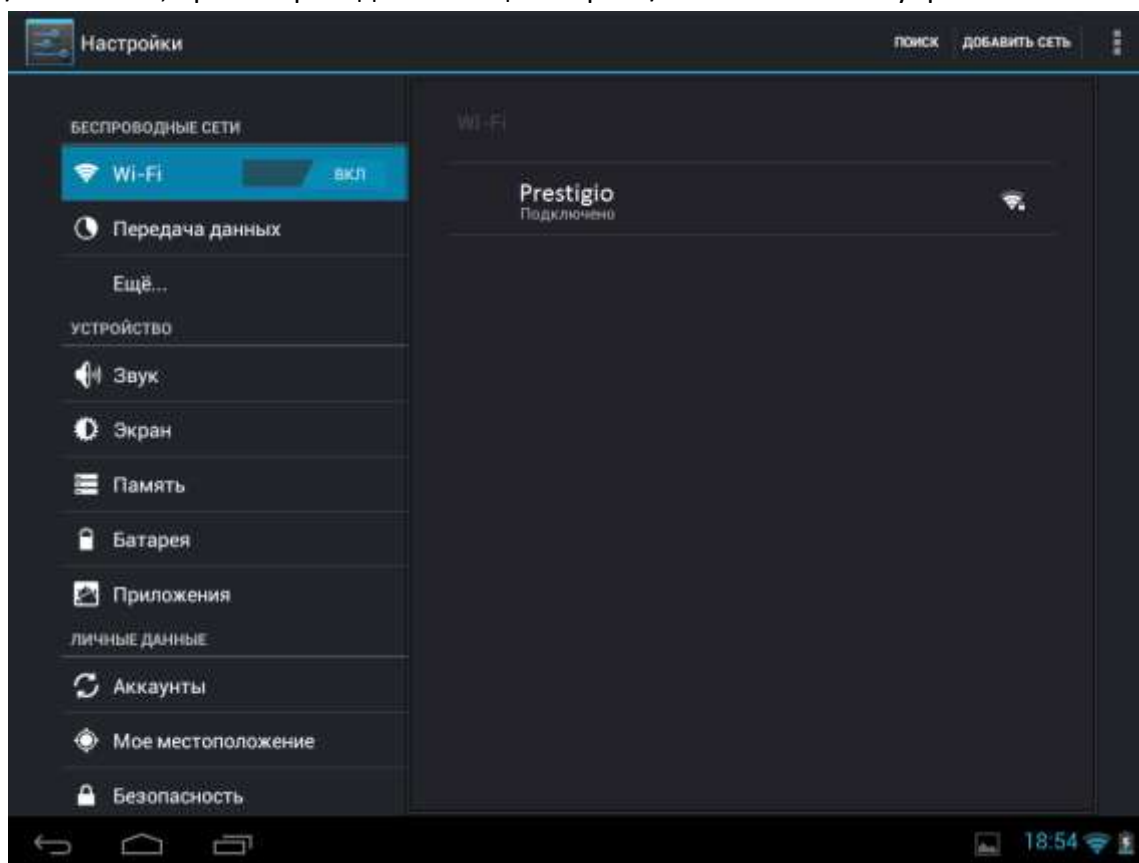 Настройки
ПОИСК ДОБАВИТЬ СЕТЬ
БЕСПРОВОДНЫЕ СЕТИ
Wi-Fi ВКЛ
Передача данных
Ещё...
УСТРОЙСТВО
Звук
Экран
Память
Батарея
Приложения
ЛИЧНЫЕ ДАННЫЕ
Аккаунты
Мое местоположение
Безопасность
Wi-Fi
Prestigio
Подключено
18:54